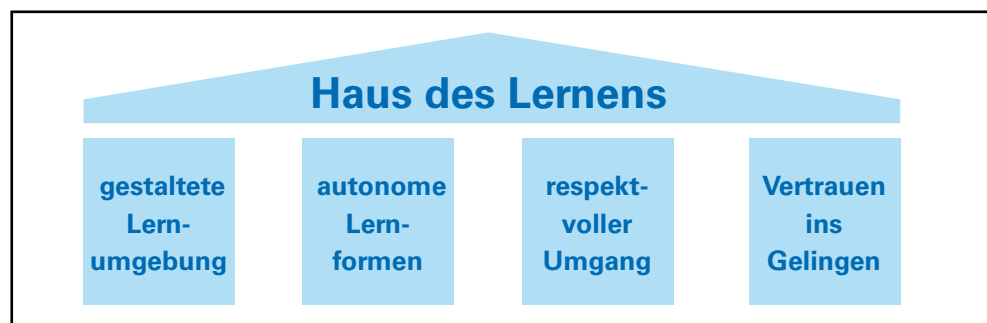 Haus des Lernens
gestaltete
Lern-
umgebung
autonome
Lern-
formen
respekt-
voller
Umgang
Vertrauen
ins
Gelingen